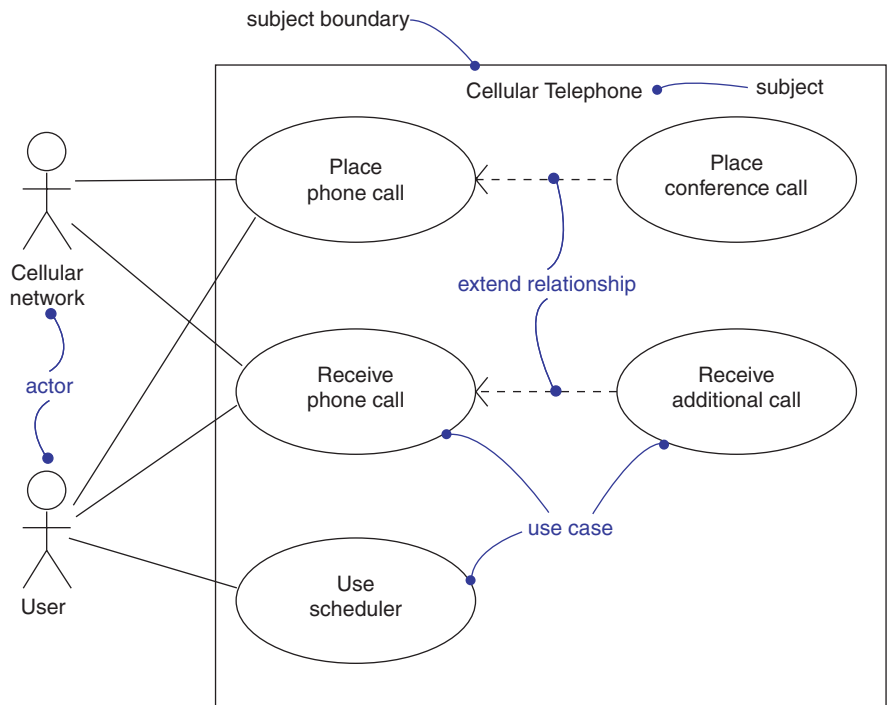 subject boundary
Cellular Telephone
subject
Place
phone call
Place
conference call
Cellular
network
extend relationship
actor
Receive
phone call
Receive
additional call
use case
User
Use
scheduler